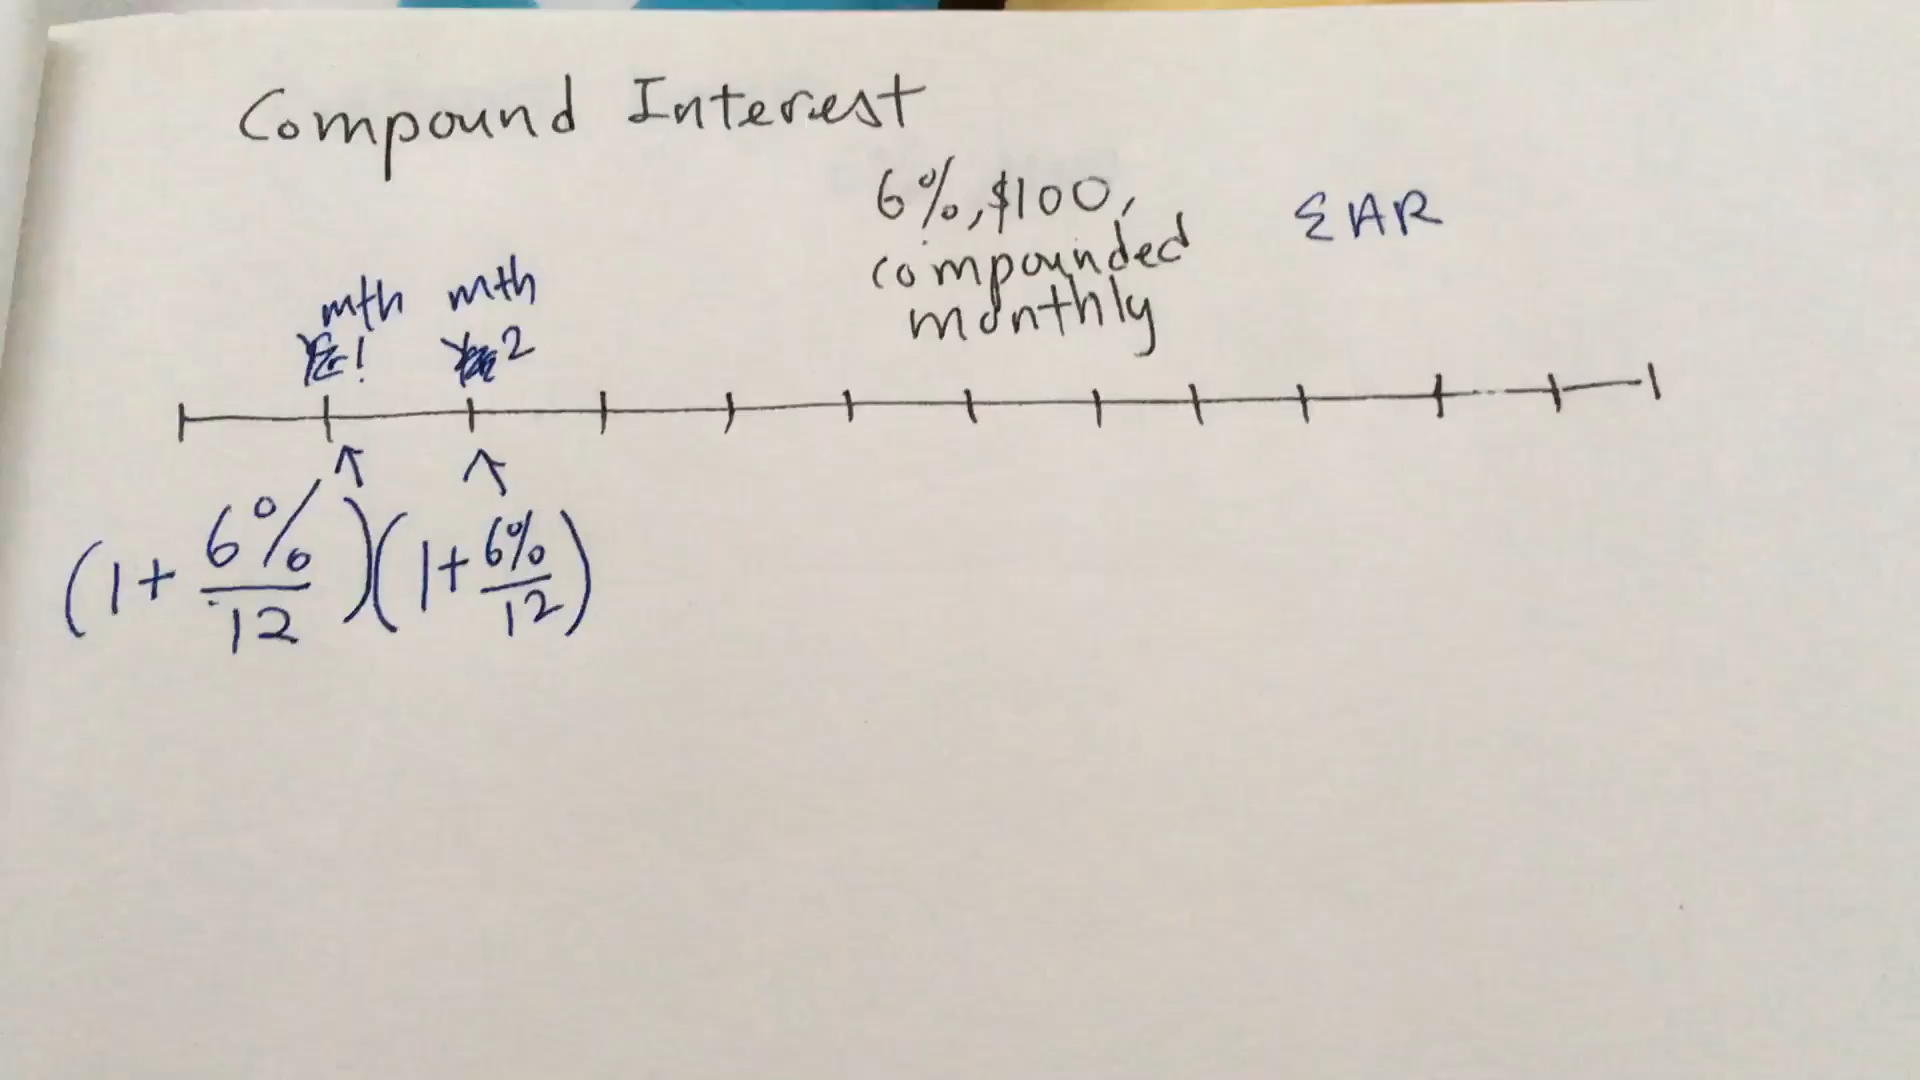 Compound Interest
6%, $100,
compounded
monthly
EAR
mth mth
1 2
(1+ 6%/12)(1+ 6%/12)